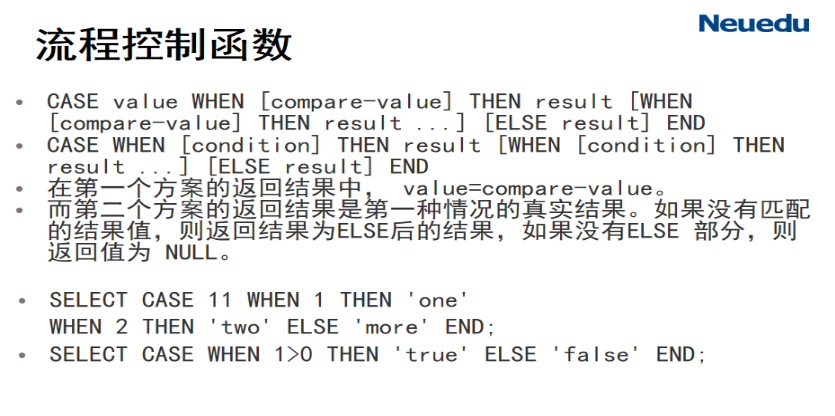 Neuedu
流程控制函数
• CASE value WHEN [compare-value] THEN result [WHEN
[compare-value] THEN result ...] [ELSE result] END
• CASE WHEN [condition] THEN result [WHEN [condition] THEN
result ...] [ELSE result] END
• 在第一个方案的返回结果中， value=compare-value。
• 而第二个方案的返回结果是第一种情况的真实结果。如果没有匹配
的结果值，则返回结果为ELSE后的结果，如果没有ELSE 部分，则
返回值为 NULL。
• SELECT CASE 11 WHEN 1 THEN 'one'
WHEN 2 THEN 'two' ELSE 'more' END;
• SELECT CASE WHEN 1>0 THEN 'true' ELSE 'false' END;